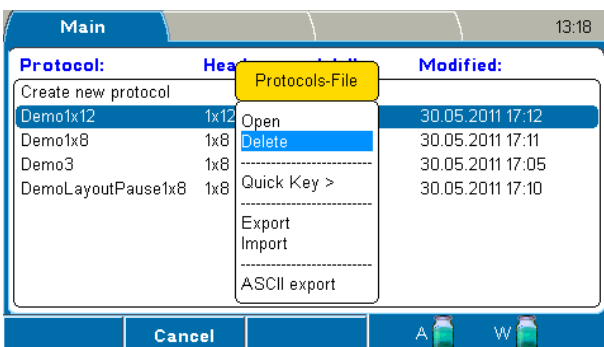 Main
13:18
Protocol: Hea Modified:
Protocols-File
Create new protocol
Demo1x12 1x12 30.05.2011 17:12
Demo1x8 1x8 30.05.2011 17:11
Demo3 1x8 30.05.2011 17:05
DemoLayoutPause1x8 1x8 30.05.2011 17:10
Open
Delete
Quick Key >
Export
Import
ASCII export
Cancel
A W